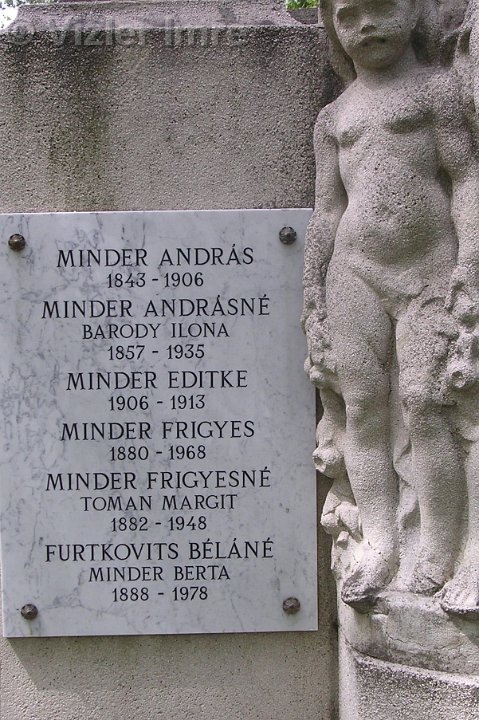 © Vizler Imre
MINDER ANDRÁS
1843 - 1906
MINDER ANDRÁSNÉ
BARÓDY ILONA
1857 - 1935
MINDER EDITKE
1906 - 1913
MINDER FRIGYES
1880 - 1968
MINDER FRIGYESNÉ
TOMAN MARGIT
1882 - 1948
FURTKOVITS BÉLÁNÉ
MINDER BERTA
1888 - 1978